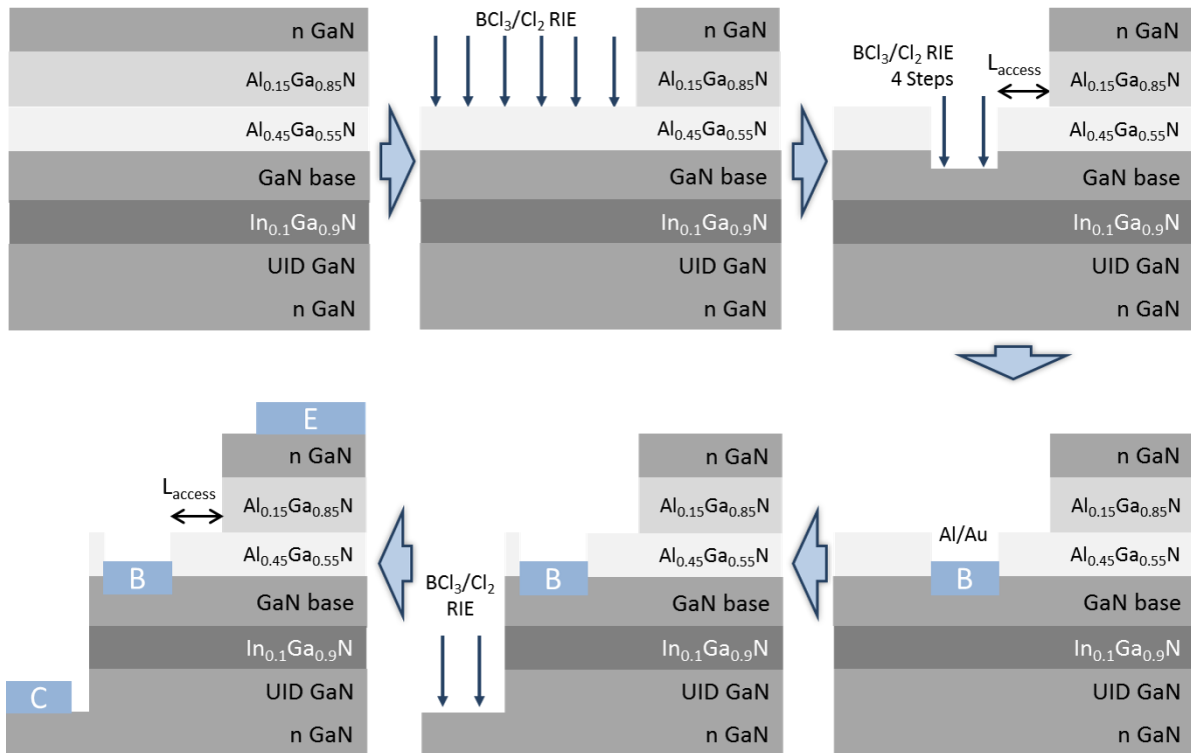 n GaN
Al₀.₁₅Ga₀.₈₅N
Al₀.₄₅Ga₀.₅₅N
GaN base
In₀.₁Ga₀.₉N
UID GaN
n GaN
BCl₃/Cl₂ RIE
n GaN
Al₀.₁₅Ga₀.₈₅N
Al₀.₄₅Ga₀.₅₅N
GaN base
In₀.₁Ga₀.₉N
UID GaN
n GaN
BCl₃/Cl₂ RIE
4 Steps
Laccess
n GaN
Al₀.₁₅Ga₀.₈₅N
Al₀.₄₅Ga₀.₅₅N
GaN base
In₀.₁Ga₀.₉N
UID GaN
n GaN
n GaN
Al₀.₁₅Ga₀.₈₅N
Al/Au
B
Al₀.₄₅Ga₀.₅₅N
GaN base
In₀.₁Ga₀.₉N
UID GaN
n GaN
n GaN
Al₀.₁₅Ga₀.₈₅N
Al₀.₄₅Ga₀.₅₅N
B
BCl₃/Cl₂
RIE
GaN base
In₀.₁Ga₀.₉N
UID GaN
n GaN
E
n GaN
Laccess
Al₀.₁₅Ga₀.₈₅N
Al₀.₄₅Ga₀.₅₅N
B
GaN base
In₀.₁Ga₀.₉N
UID GaN
C
n GaN